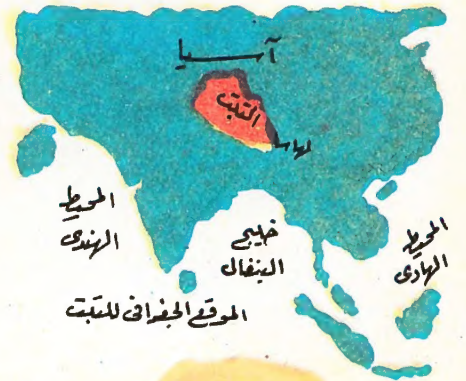 آسيا
التبت
لهاسا
المحيط
الهندى
خليج
البنغال
المحيط
الهادى
الموقع الجغرافى للتبت